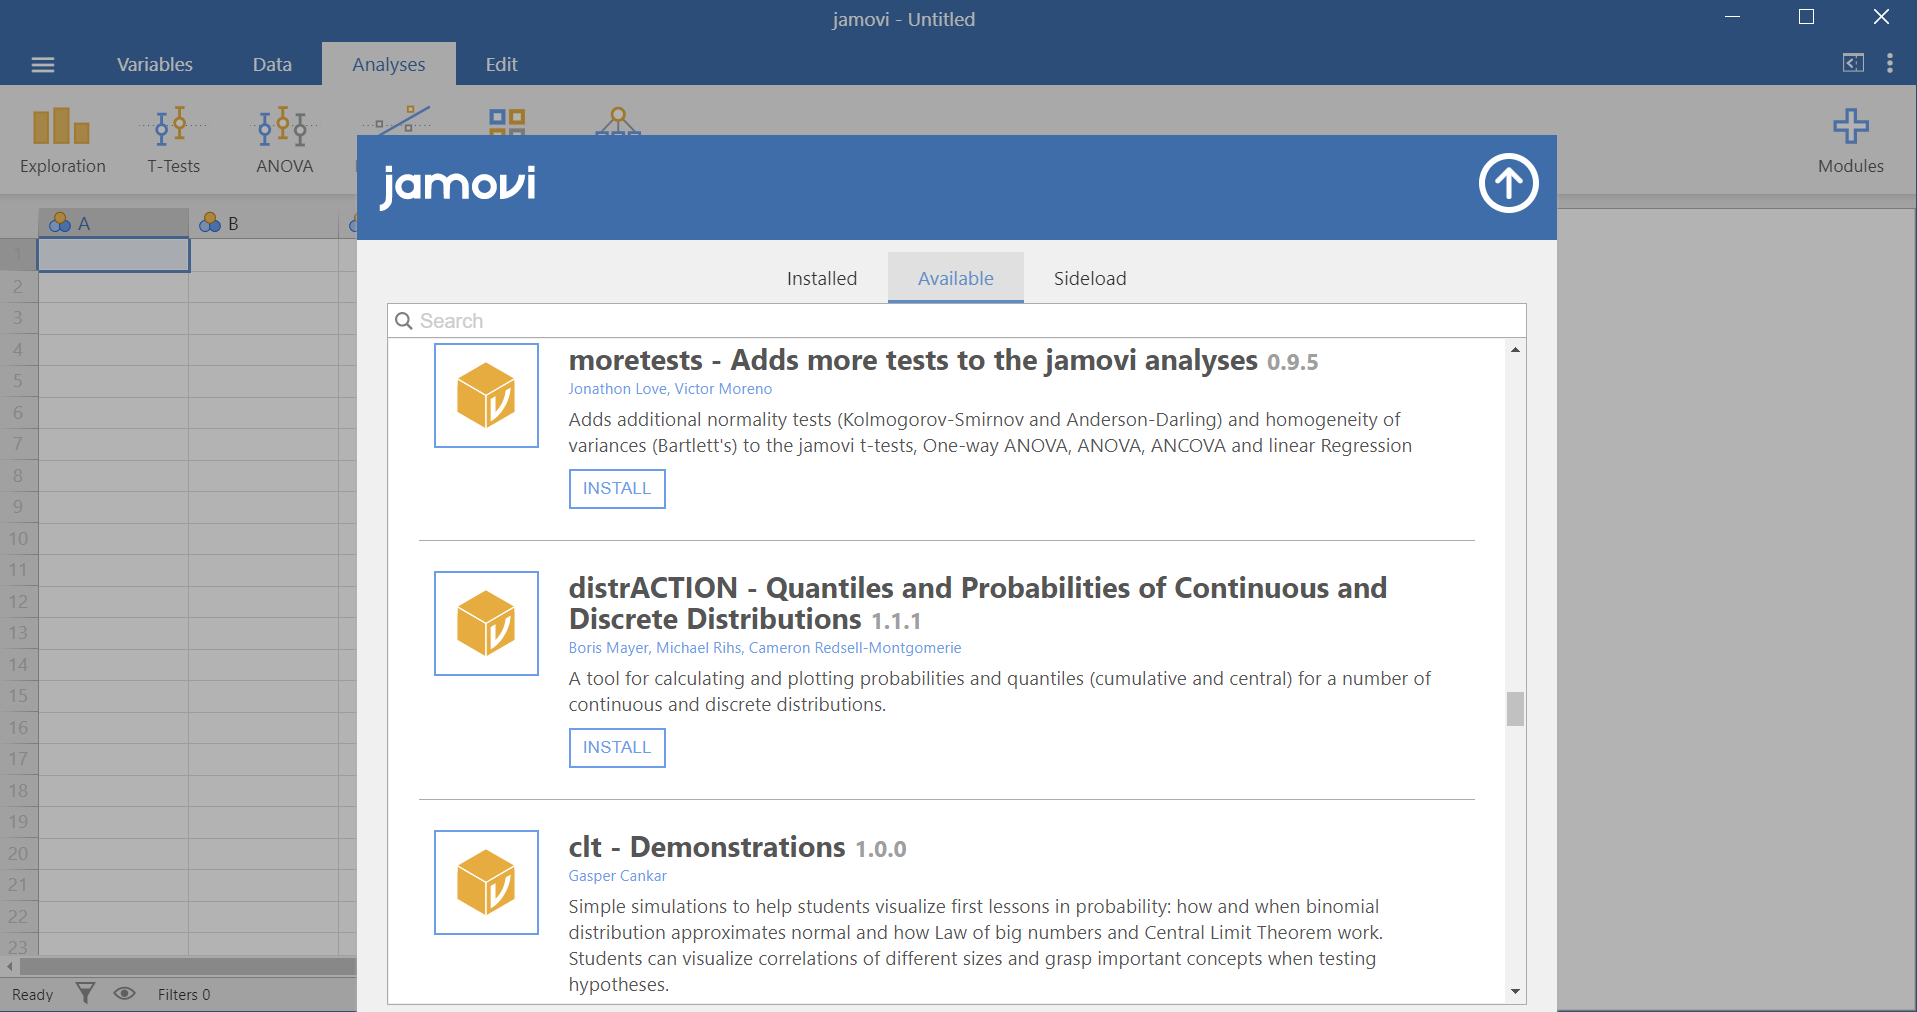 jamovi - Untitled
Variables
Data
Analyses
Edit
Exploration
T-Tests
ANOVA
Modules
jamovi
A
B
Installed
Available
Sideload
Search
moretests - Adds more tests to the jamovi analyses 0.9.5
Jonathon Love, Victor Moreno
Adds additional normality tests (Kolmogorov-Smirnov and Anderson-Darling) and homogeneity of
variances (Bartlett's) to the jamovi t-tests, One-way ANOVA, ANOVA, ANCOVA and linear Regression
INSTALL
distrACTION - Quantiles and Probabilities of Continuous and
Discrete Distributions 1.1.1
Boris Mayer, Michael Rihs, Cameron Redsell-Montgomerie
A tool for calculating and plotting probabilities and quantiles (cumulative and central) for a number of
continuous and discrete distributions.
INSTALL
clt - Demonstrations 1.0.0
Gasper Cankar
Simple simulations to help students visualize first lessons in probability: how and when binomial
distribution approximates normal and how Law of big numbers and Central Limit Theorem work.
Students can visualize correlations of different sizes and grasp important concepts when testing
hypotheses.
1
2
3
4
5
6
7
8
9
10
11
12
13
14
15
16
17
18
19
20
21
22
23
Ready
Filters 0